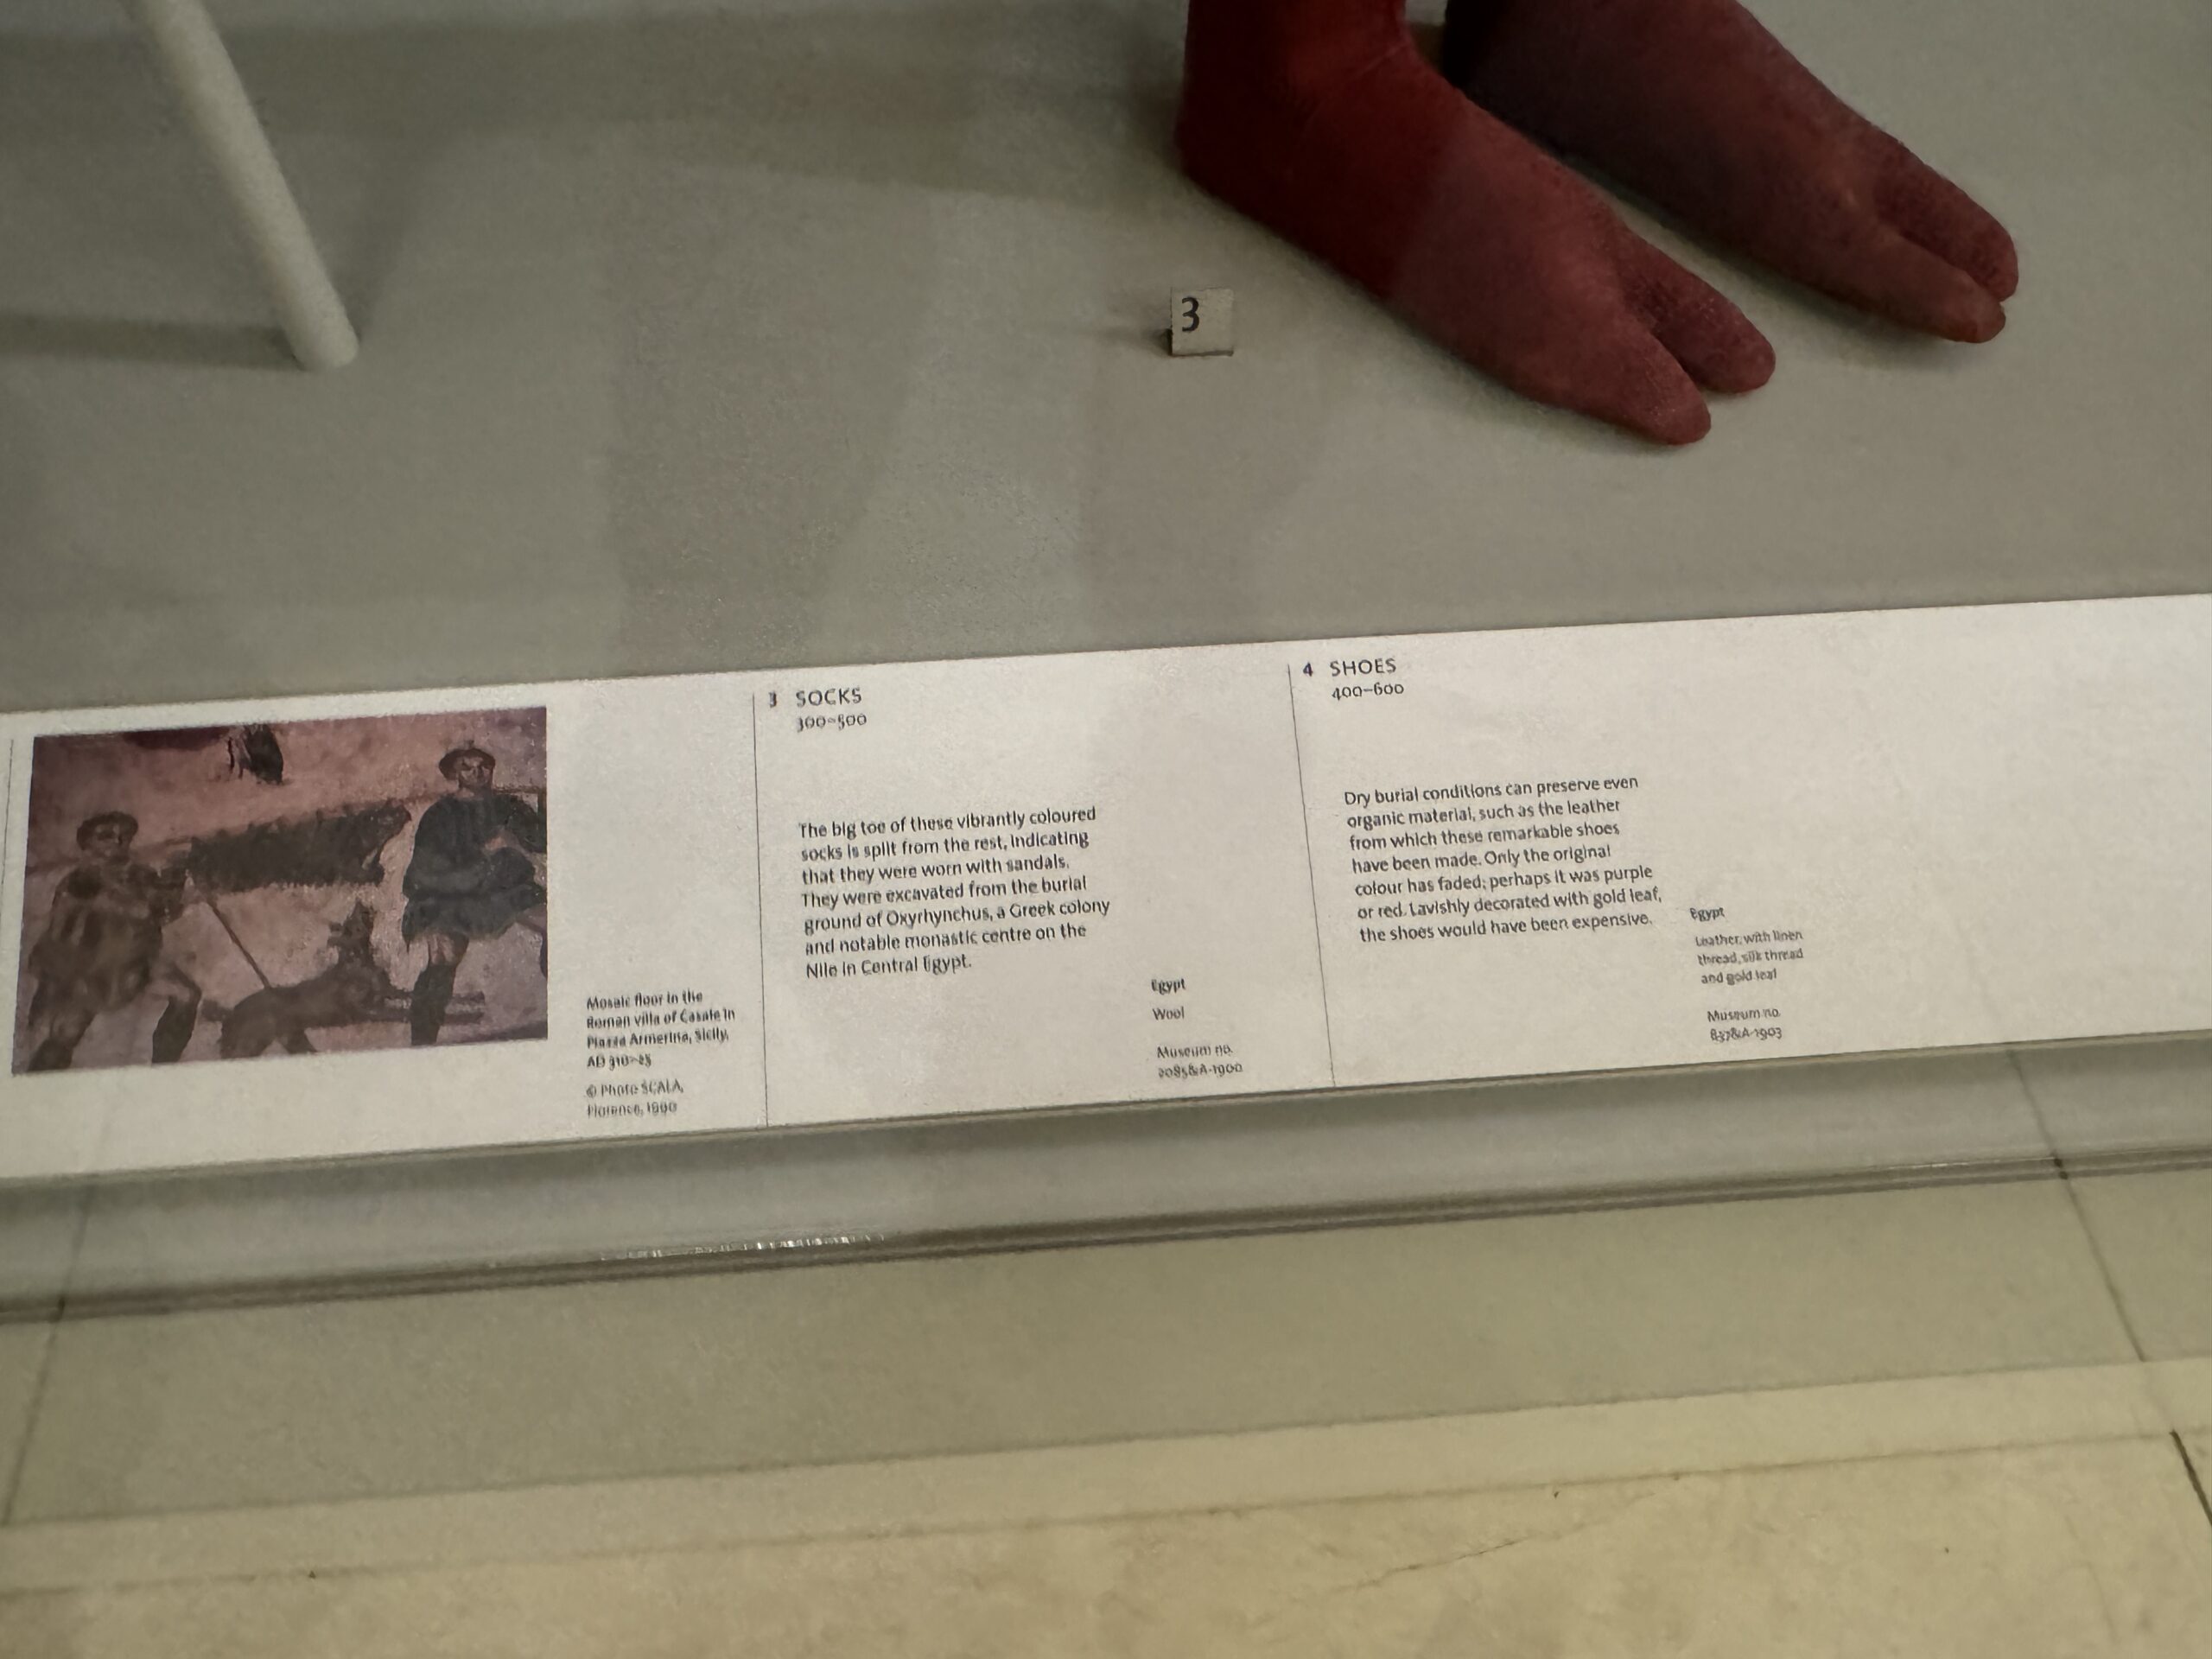 3
Mosaic floor in the
Roman villa of Casale in
Piazza Armerina, Sicily,
AD 310–25
© Photo SCALA,
Florence, 1990
3 SOCKS
300–500
The big toe of these vibrantly coloured
socks is split from the rest, indicating
that they were worn with sandals.
They were excavated from the burial
ground of Oxyrhynchus, a Greek colony
and notable monastic centre on the
Nile in Central Egypt.
Egypt
Wool
Museum no.
2085&A-1900
4 SHOES
400–600
Dry burial conditions can preserve even
organic material, such as the leather
from which these remarkable shoes
have been made. Only the original
colour has faded; perhaps it was purple
or red. Lavishly decorated with gold leaf,
the shoes would have been expensive.
Egypt
Leather, with linen
thread, silk thread
and gold leaf
Museum no.
837&A-1903